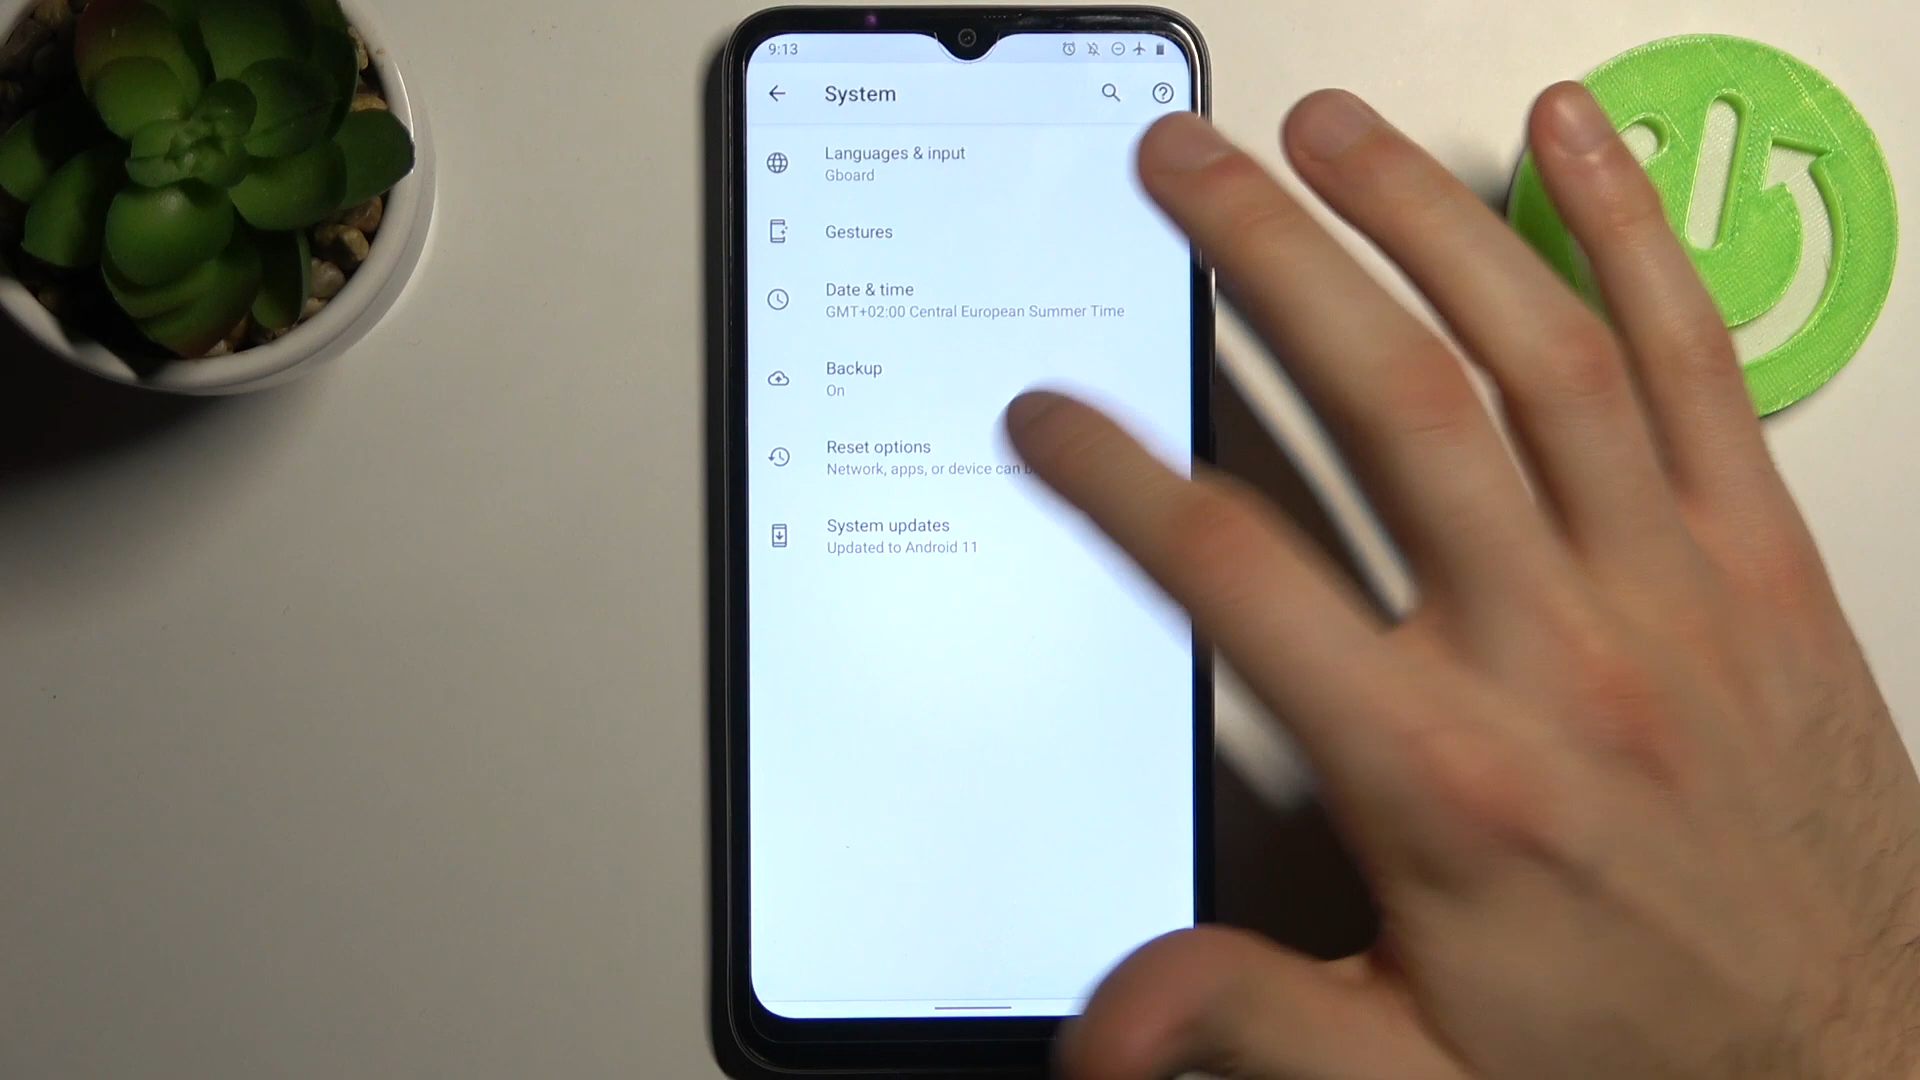 9:13
System
Languages & input
Gboard
Gestures
Date & time
GMT+02:00 Central European Summer Time
Backup
On
Reset options
Network, apps, or device can
System updates
Updated to Android 11